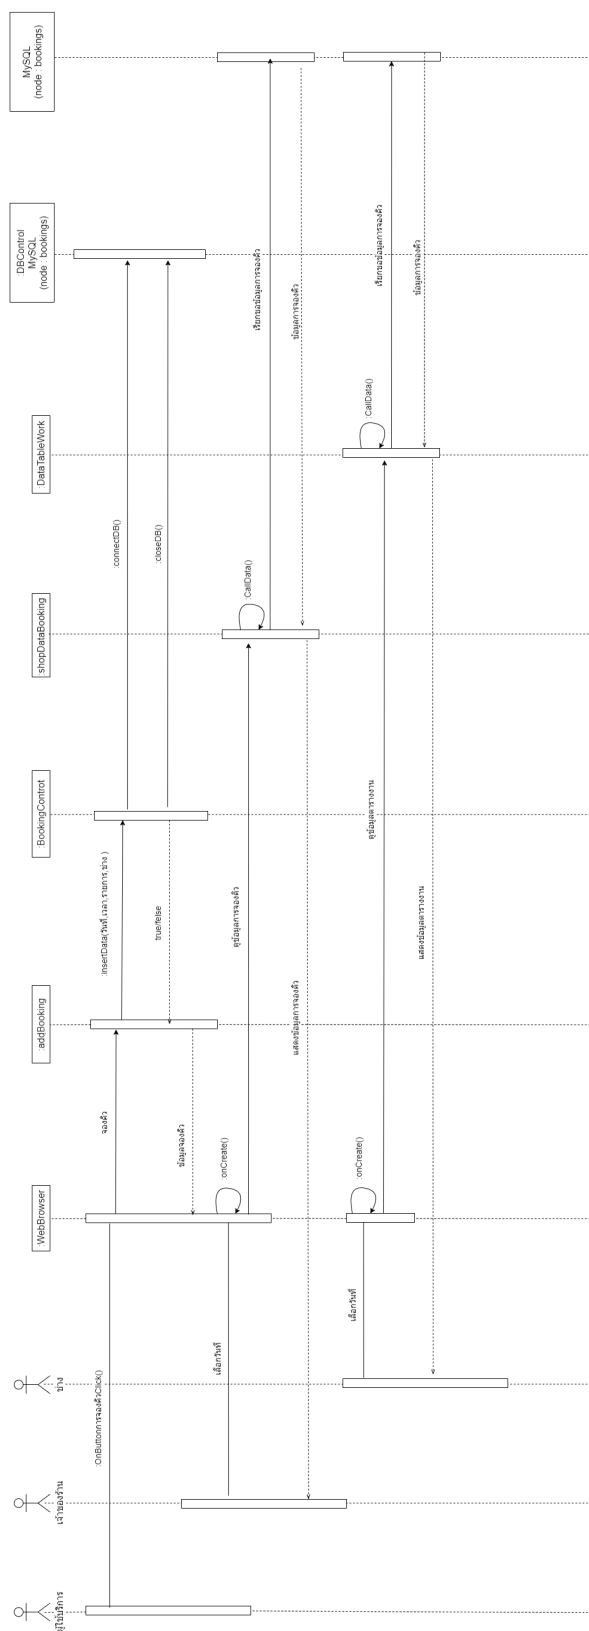 ผู้ใช้บริการ
เจ้าของร้าน
ช่าง
:WebBrowser
:addBooking
:BookingControt
:shopDataBooking
:DataTableWork
:DBControl
MySQL
(node : bookings)
MySQL
(node : bookings)
:OnButtonการจองคิวClick()
จองคิว
:insertData(วันที่,เวลา,รายการ,ช่าง )
:connectDB()
:closeDB()
true/felse
ข้อมูลจองคิว
เลือกวันที่
:onCreate()
ดูข้อมูลการจองคิว
:CallData()
เรียกขอข้อมูลการจองคิว
ข้อมูลการจองคิว
แสดงข้อมูลการจองคิว
เลือกวันที่
:onCreate()
ดูข้อมูลตารางงาน
:CallData()
เรียกขอข้อมูลการจองคิว
ข้อมูลการจองคิว
แสดงข้อมูลตารางงาน